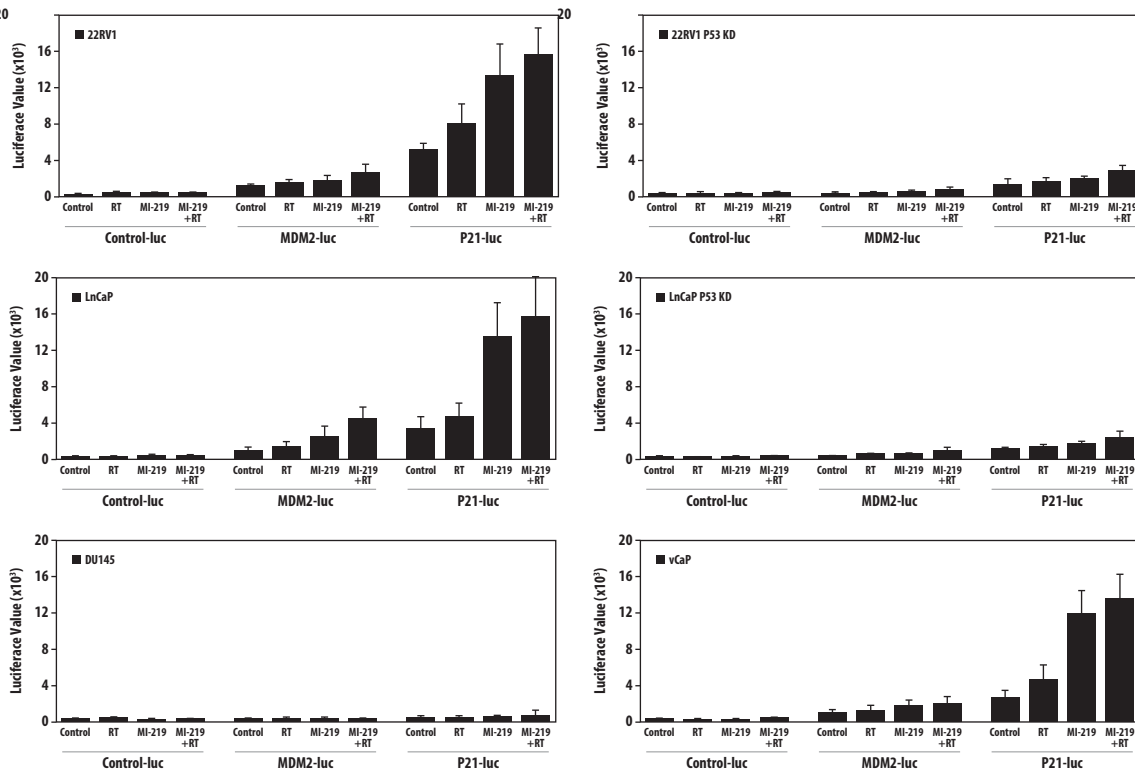 20
Luciferace Value (x10³)
22RV1
16
12
8
4
0
Control RT MI-219 MI-219
+RT
Control RT MI-219 MI-219
+RT
Control RT MI-219 MI-219
+RT
Control-luc MDM2-luc P21-luc
20
Luciferace Value (x10³)
22RV1 P53 KD
16
12
8
4
0
Control RT MI-219 MI-219
+RT
Control RT MI-219 MI-219
+RT
Control RT MI-219 MI-219
+RT
Control-luc MDM2-luc P21-luc
20
Luciferace Value (x10³)
LnCaP
16
12
8
4
0
Control RT MI-219 MI-219
+RT
Control RT MI-219 MI-219
+RT
Control RT MI-219 MI-219
+RT
Control-luc MDM2-luc P21-luc
20
Luciferace Value (x10³)
LnCaP P53 KD
16
12
8
4
0
Control RT MI-219 MI-219
+RT
Control RT MI-219 MI-219
+RT
Control RT MI-219 MI-219
+RT
Control-luc MDM2-luc P21-luc
20
Luciferace Value (x10³)
DU145
16
12
8
4
0
Control RT MI-219 MI-219
+RT
Control RT MI-219 MI-219
+RT
Control RT MI-219 MI-219
+RT
Control-luc MDM2-luc P21-luc
20
Luciferace Value (x10³)
vCaP
16
12
8
4
0
Control RT MI-219 MI-219
+RT
Control RT MI-219 MI-219
+RT
Control RT MI-219 MI-219
+RT
Control-luc MDM2-luc P21-luc